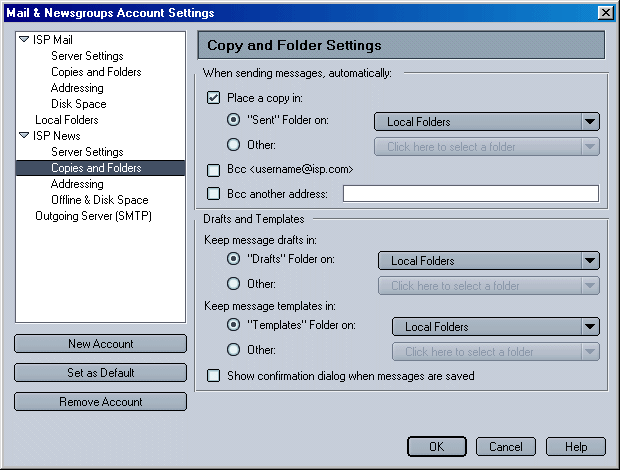 Mail & Newsgroups Account Settings
ISP Mail
Server Settings
Copies and Folders
Addressing
Disk Space
Local Folders
ISP News
Server Settings
Copies and Folders
Addressing
Offline & Disk Space
Outgoing Server (SMTP)
New Account
Set as Default
Remove Account
Copy and Folder Settings
When sending messages, automatically:
Place a copy in:
"Sent" Folder on: Local Folders
Other: Click here to select a folder
Bcc <username@isp.com>
Bcc another address:
Drafts and Templates
Keep message drafts in:
"Drafts" Folder on: Local Folders
Other: Click here to select a folder
Keep message templates in:
"Templates" Folder on: Local Folders
Other: Click here to select a folder
Show confirmation dialog when messages are saved
OK Cancel Help